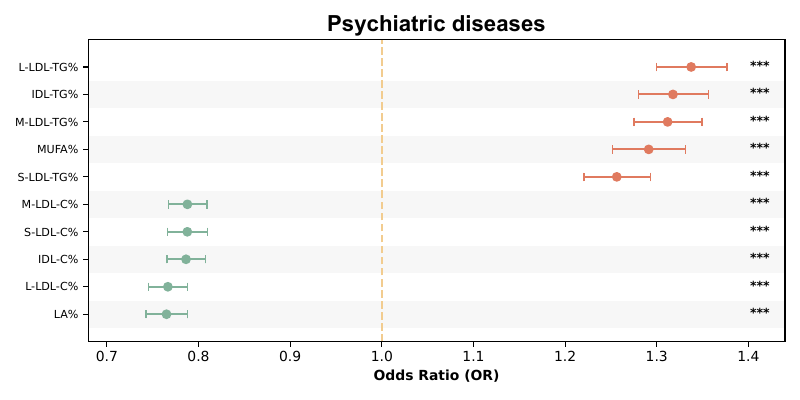 Psychiatric diseases
L-LDL-TG% ***
IDL-TG% ***
M-LDL-TG% ***
MUFA% ***
S-LDL-TG% ***
M-LDL-C% ***
S-LDL-C% ***
IDL-C% ***
L-LDL-C% ***
LA% ***
0.7 0.8 0.9 1.0 1.1 1.2 1.3 1.4
Odds Ratio (OR)